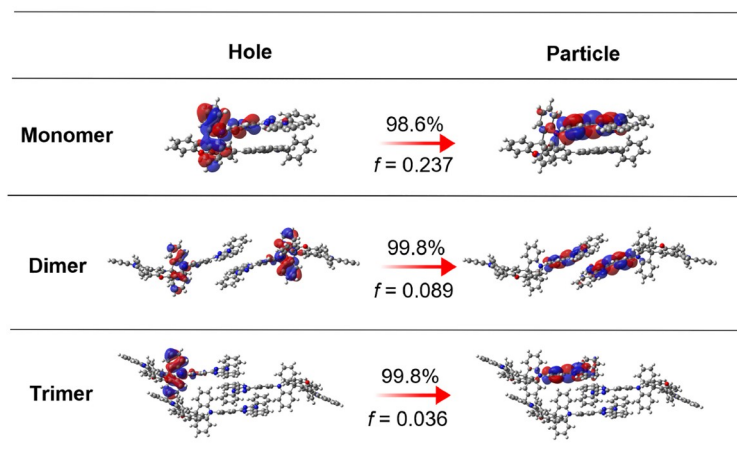 Hole Particle
Monomer 98.6%
f = 0.237
Dimer 99.8%
f = 0.089
Trimer 99.8%
f = 0.036